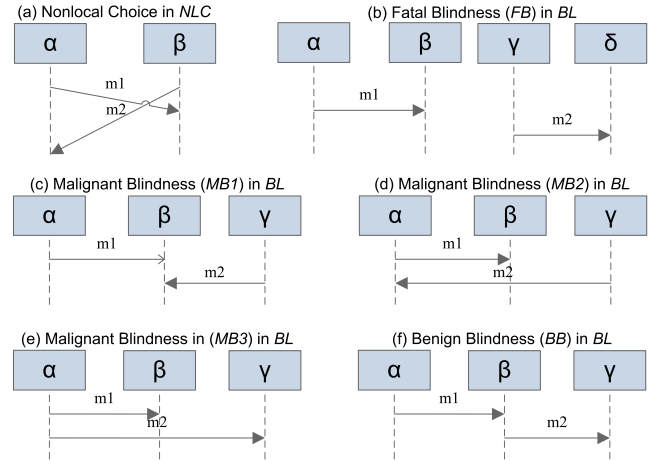 (a) Nonlocal Choice in NLC
α β
m1
m2
(b) Fatal Blindness (FB) in BL
α β γ δ
m1
m2
(c) Malignant Blindness (MB1) in BL
α β γ
m1
m2
(d) Malignant Blindness (MB2) in BL
α β γ
m1
m2
(e) Malignant Blindness in (MB3) in BL
α β γ
m1
m2
(f) Benign Blindness (BB) in BL
α β γ
m1
m2